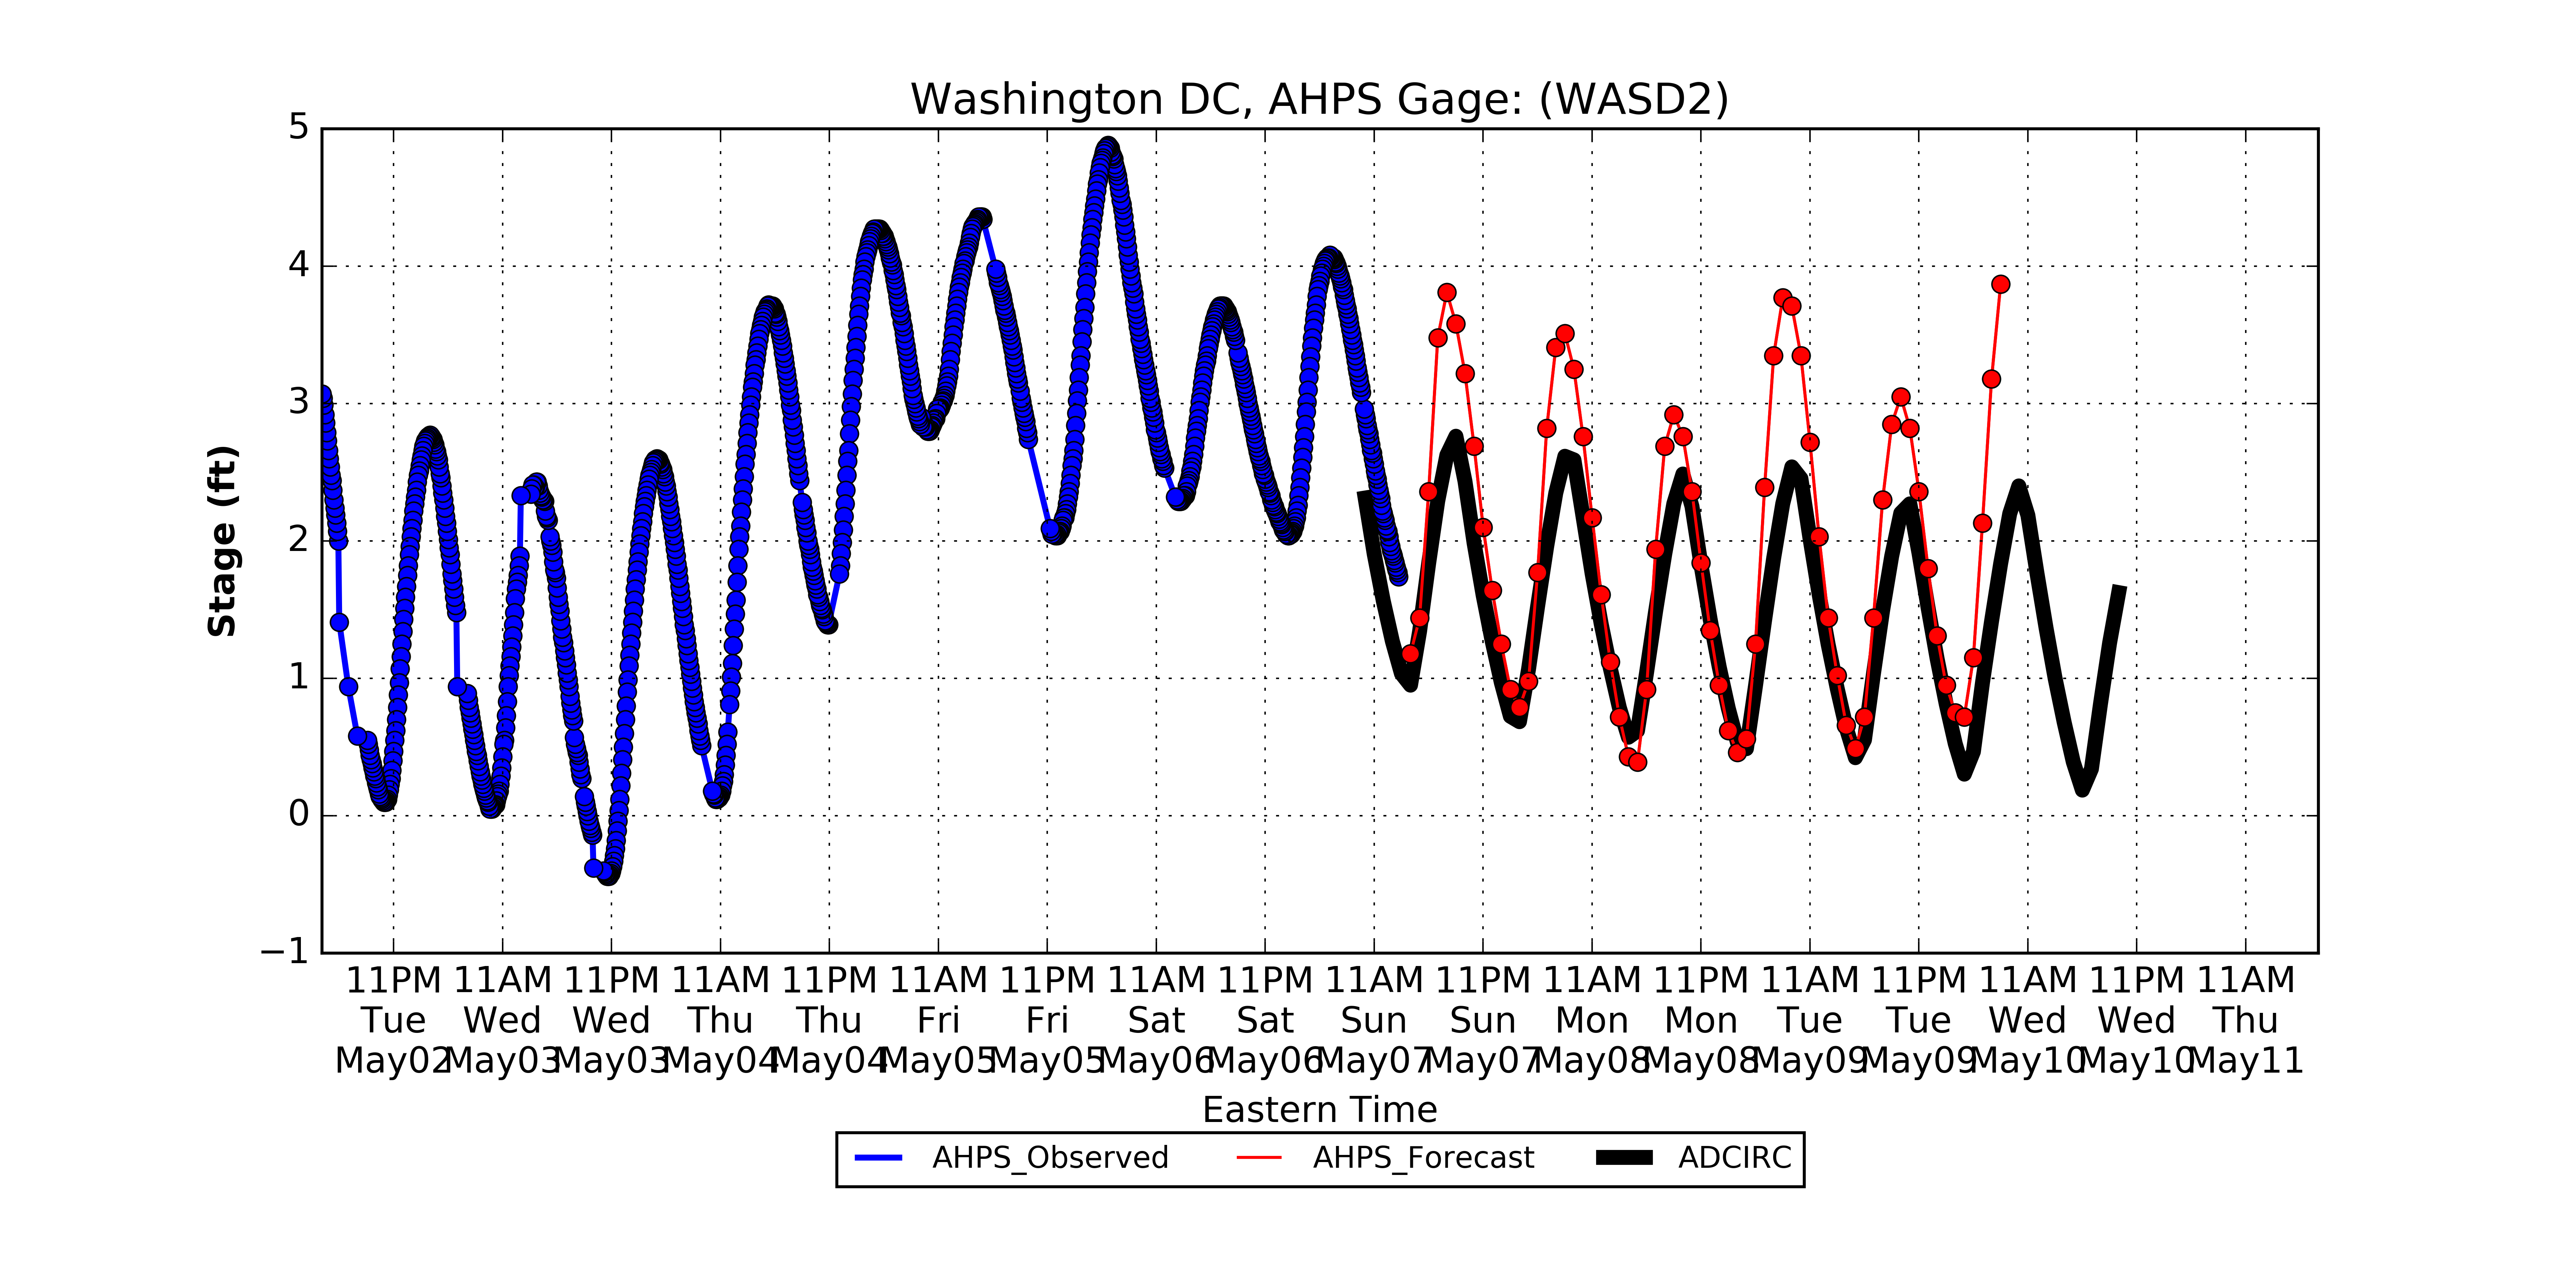 Washington DC, AHPS Gage: (WASD2)
5
4
3
2
1
0
−1
Stage (ft)
11PM 11AM 11PM 11AM 11PM 11AM 11PM 11AM 11PM 11AM 11PM 11AM 11PM 11AM 11PM 11AM 11PM 11AM
Tue Wed Wed Thu Thu Fri Fri Sat Sat Sun Sun Mon Mon Tue Tue Wed Wed Thu
May02 May03 May03 May04 May04 May05 May05 May06 May06 May07 May07 May08 May08 May09 May09 May10 May10 May11
Eastern Time
AHPS_Observed AHPS_Forecast ADCIRC